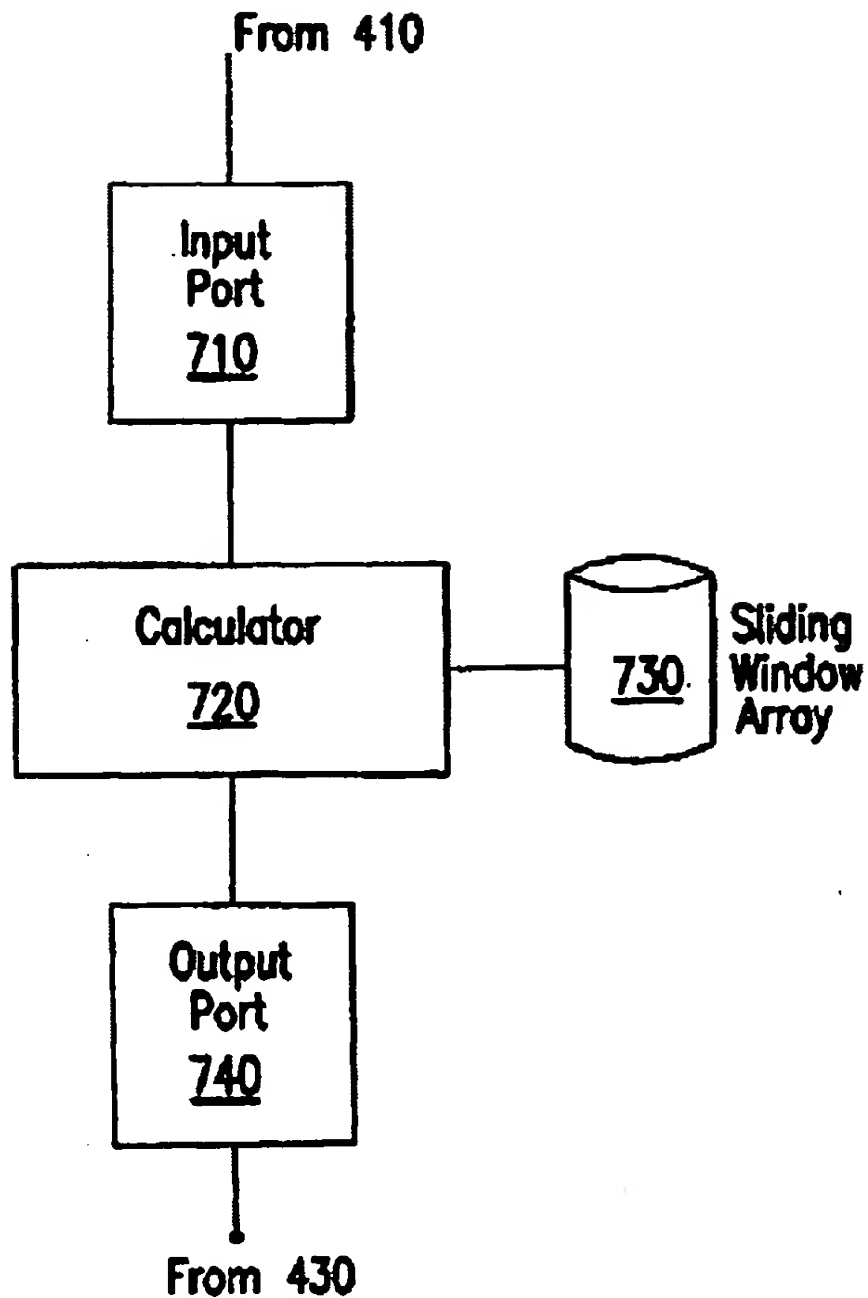 From 410
Input
Port
710
Calculator
720
730
Sliding
Window
Array
Output
Port
740
From 430